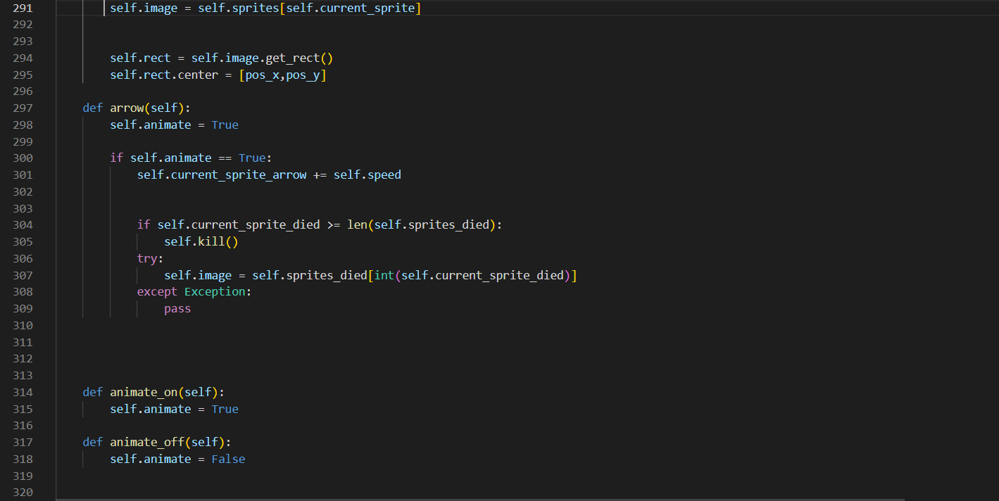 291 self.image = self.sprites[self.current_sprite]
292
293
294 self.rect = self.image.get_rect()
295 self.rect.center = [pos_x,pos_y]
296
297 def arrow(self):
298 self.animate = True
299
300 if self.animate == True:
301 self.current_sprite_arrow += self.speed
302
303
304 if self.current_sprite_died >= len(self.sprites_died):
305 self.kill()
306 try:
307 self.image = self.sprites_died[int(self.current_sprite_died)]
308 except Exception:
309 pass
310
311
312
313
314 def animate_on(self):
315 self.animate = True
316
317 def animate_off(self):
318 self.animate = False
319
320